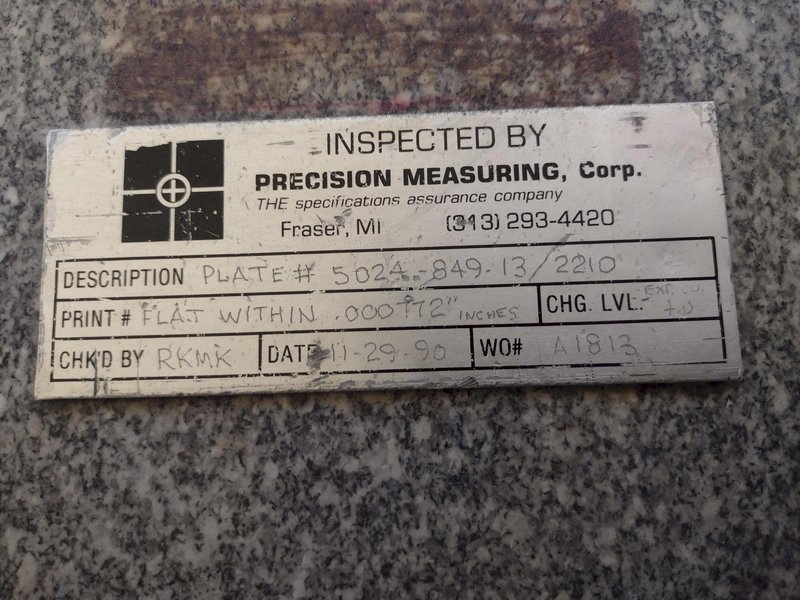 INSPECTED BY
PRECISION MEASURING, Corp.
THE specifications assurance company
Fraser, MI (313) 293-4420
DESCRIPTION PLATE # 5024-849-13/2210
PRINT # FLAT WITHIN .000772" INCHES CHG. LVL.
CHK'D BY RKMK DATE 11-29-90 WO# A1813